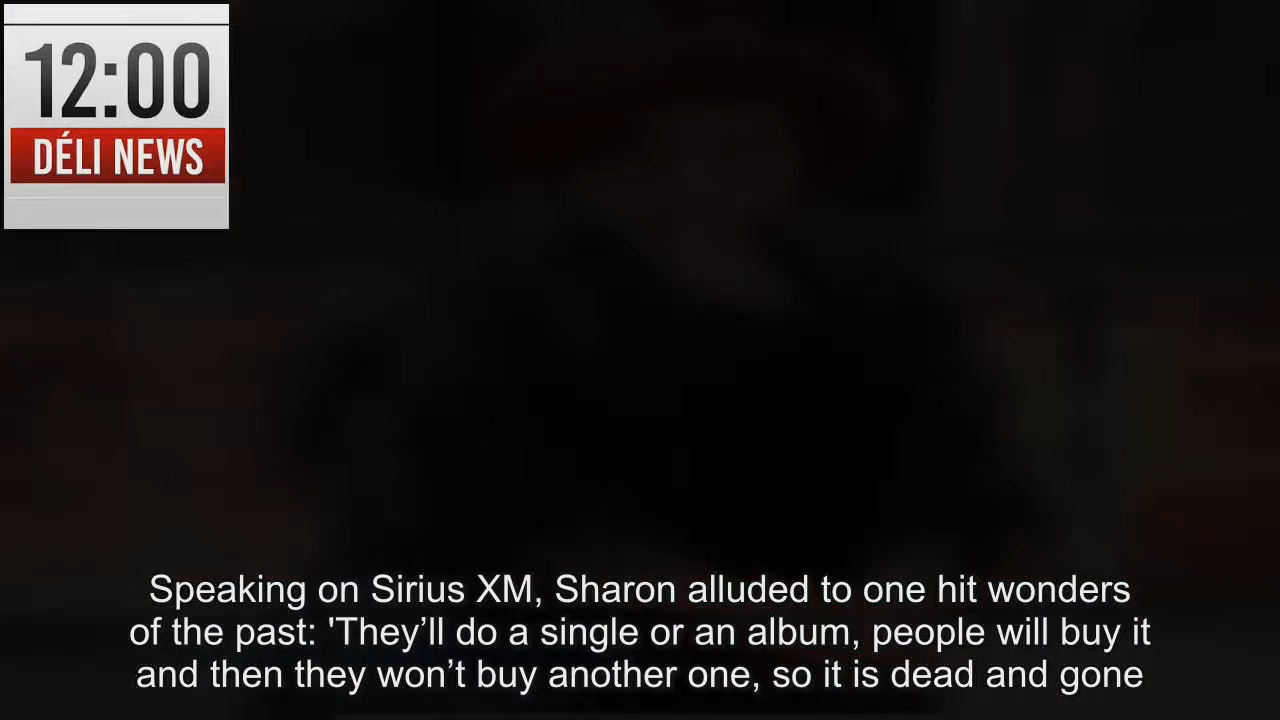 12:00
DÉLI NEWS
Speaking on Sirius XM, Sharon alluded to one hit wonders
of the past: 'They’ll do a single or an album, people will buy it
and then they won’t buy another one, so it is dead and gone